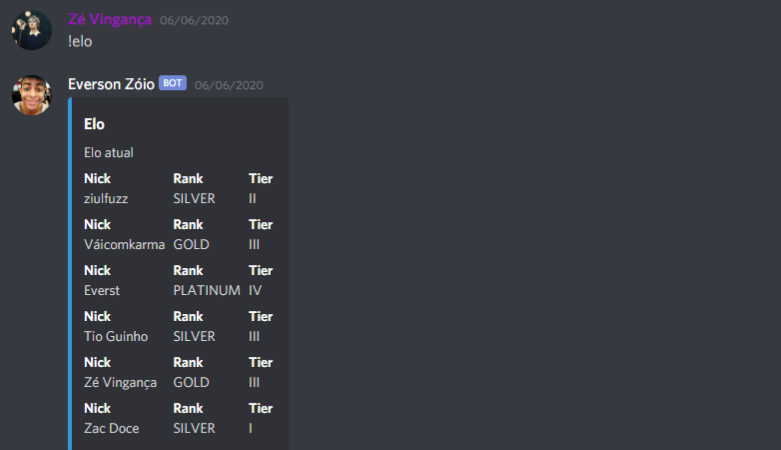 Zé Vingança 06/06/2020
!elo
Everson Zóio BOT 06/06/2020
Elo
Elo atual
Nick Rank Tier
ziulfuzz SILVER II
Nick Rank Tier
Váicomkarma GOLD III
Nick Rank Tier
Everst PLATINUM IV
Nick Rank Tier
Tio Guinho SILVER III
Nick Rank Tier
Zé Vingança GOLD III
Nick Rank Tier
Zac Doce SILVER I